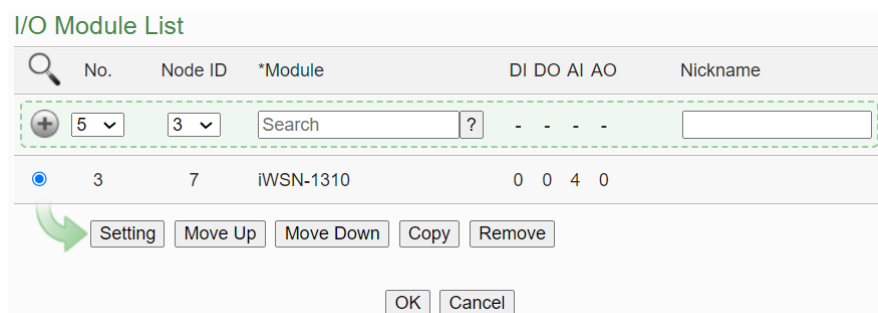 I/O Module List
No. Node ID *Module DI DO AI AO Nickname
5 3 Search ? - - - -
3 7 iWSN-1310 0 0 4 0
Setting Move Up Move Down Copy Remove
OK Cancel